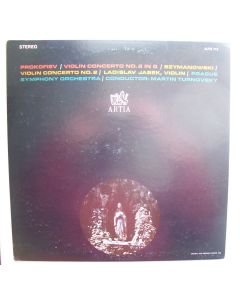 STEREO
PROKOFIEV / VIOLIN CONCERTO NO. 2 IN G / SZYMANOWSKI /
VIOLIN CONCERTO NO. 2 / LADISLAV JASEK, VIOLIN / PRAGUE
SYMPHONY ORCHESTRA / CONDUCTOR: MARTIN TURNOVSKY
ARTIA